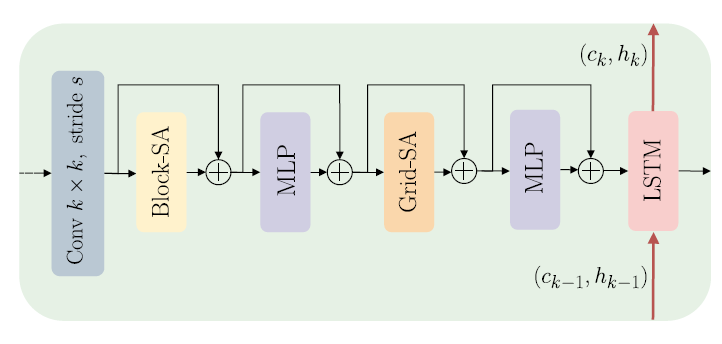 (c_k, h_k)
Conv k × k, stride s
Block-SA
MLP
Grid-SA
MLP
LSTM
(c_{k−1}, h_{k−1})